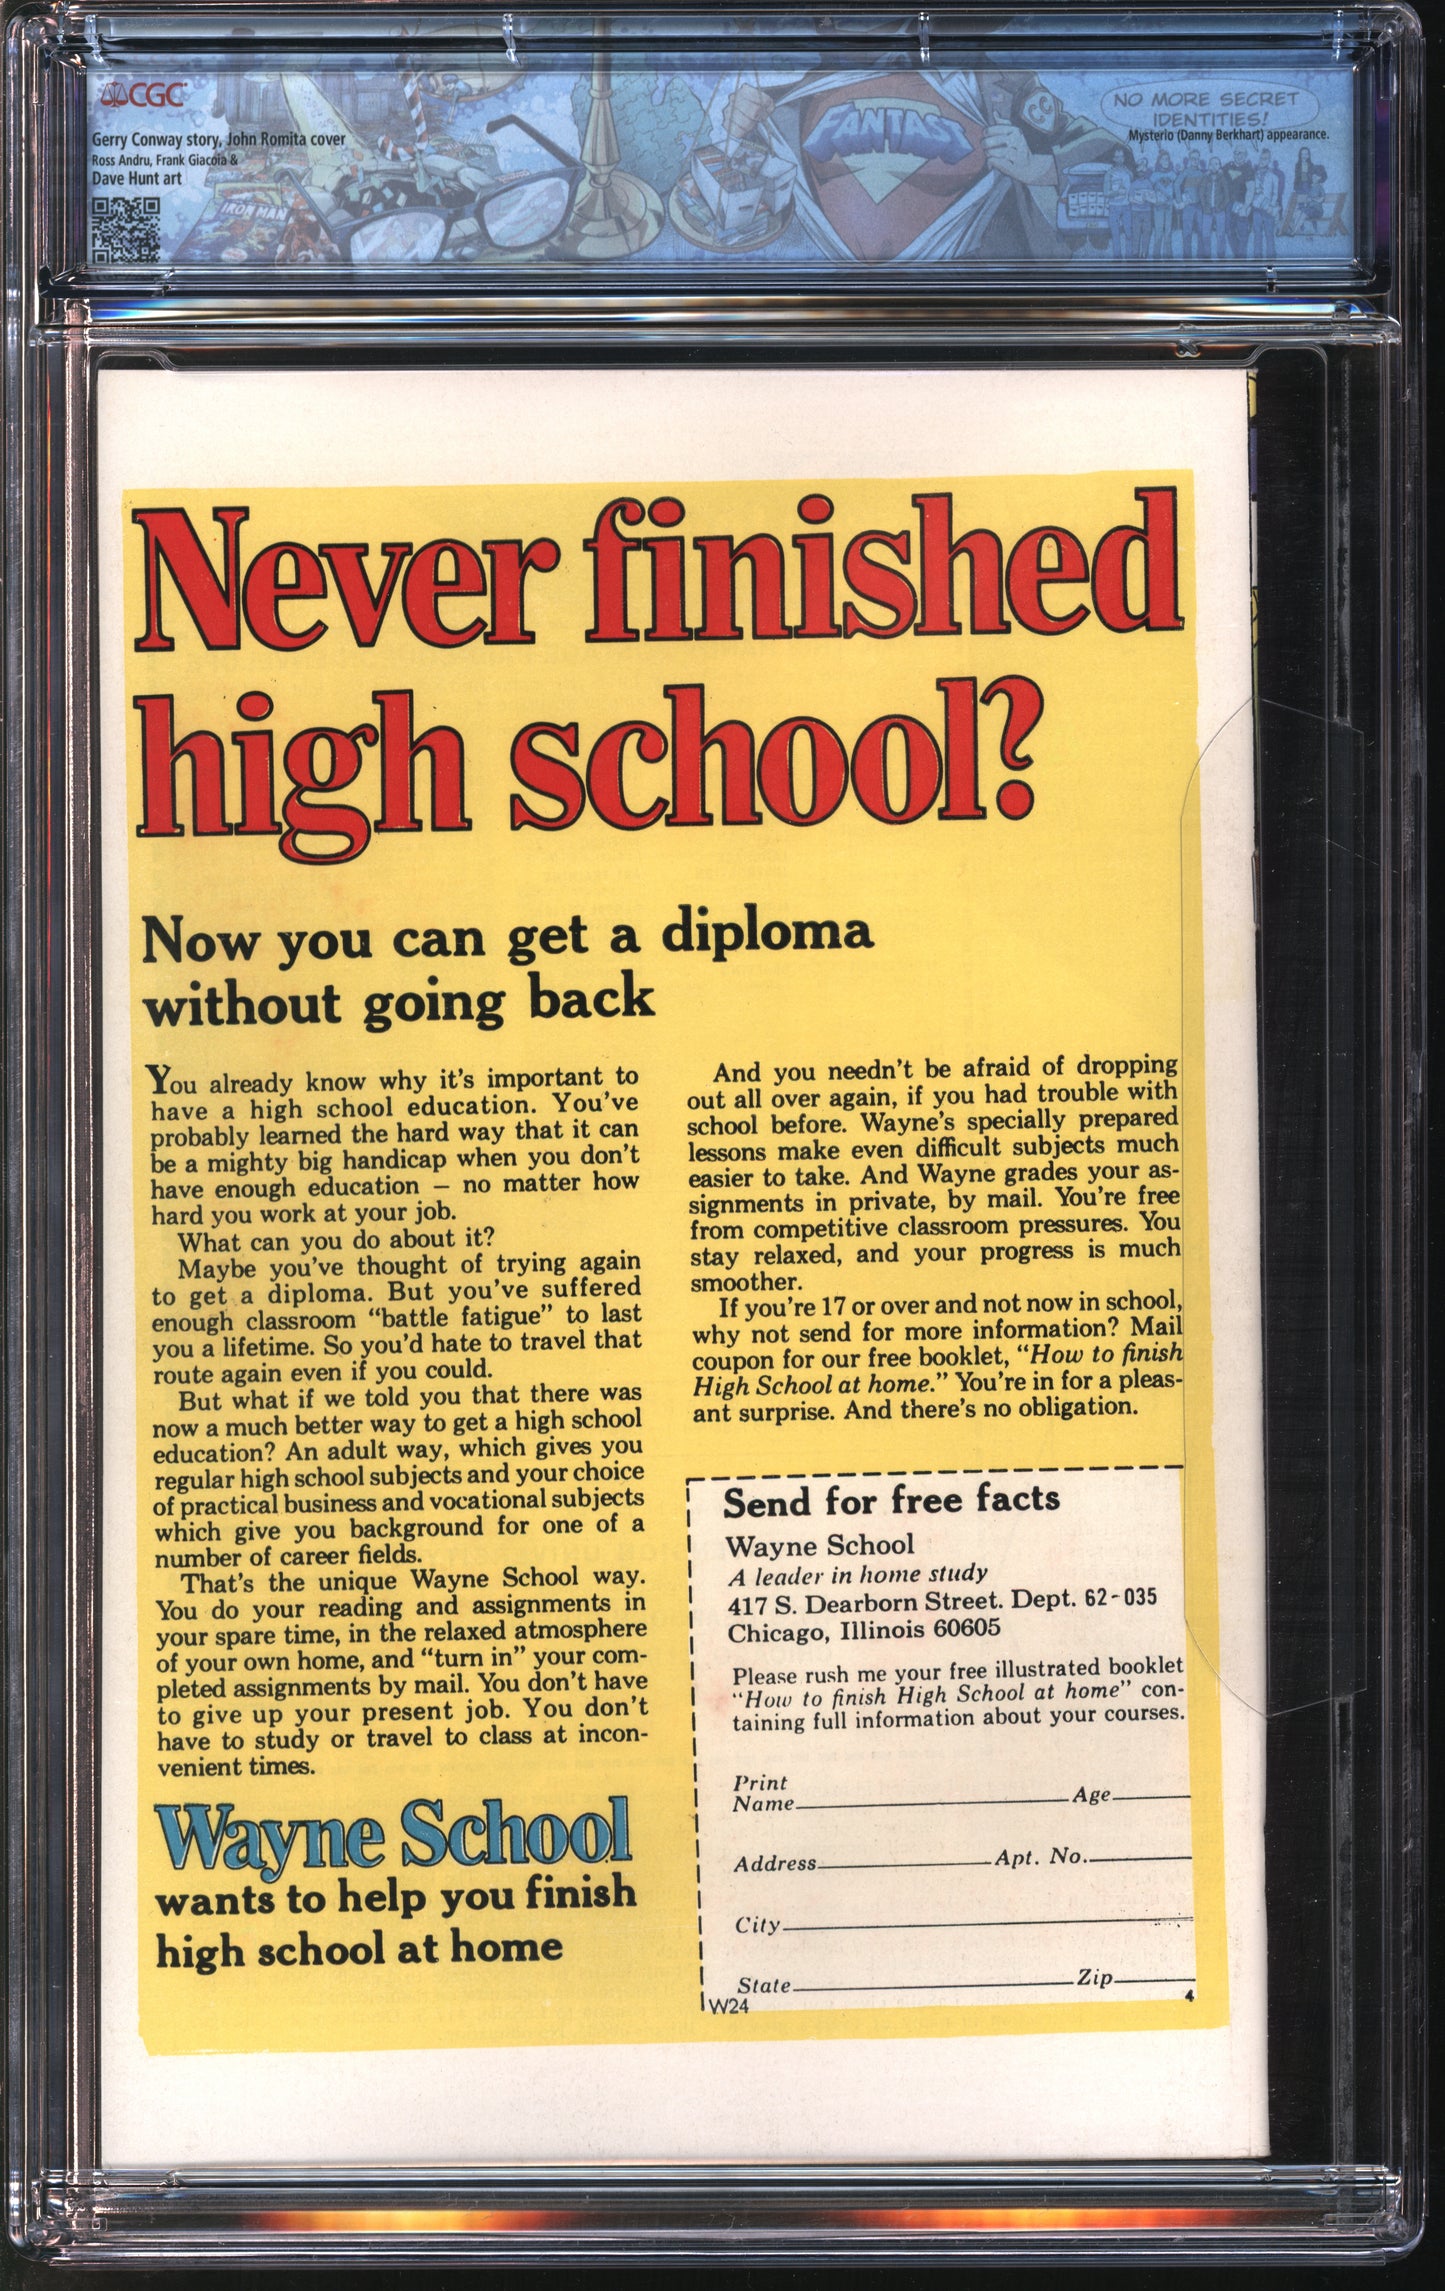 CGC
Gerry Conway story, John Romita cover
Ross Andru, Frank Giacoia &
Dave Hunt art
IRON MAN
FANTAST
NO MORE SECRET
IDENTITIES!
Mysterio (Danny Berkhart) appearance.
Never finished
high school?
Now you can get a diploma
without going back
You already know why it's important to
have a high school education. You've
probably learned the hard way that it can
be a mighty big handicap when you don't
have enough education – no matter how
hard you work at your job.
What can you do about it?
Maybe you've thought of trying again
to get a diploma. But you've suffered
enough classroom “battle fatigue” to last
you a lifetime. So you'd hate to travel that
route again even if you could.
But what if we told you that there was
now a much better way to get a high school
education? An adult way, which gives you
regular high school subjects and your choice
of practical business and vocational subjects
which give you background for one of a
number of career fields.
That's the unique Wayne School way.
You do your reading and assignments in
your spare time, in the relaxed atmosphere
of your own home, and “turn in” your com-
pleted assignments by mail. You don't have
to give up your present job. You don't
have to study or travel to class at incon-
venient times.
Wayne School
wants to help you finish
high school at home
And you needn't be afraid of dropping
out all over again, if you had trouble with
school before. Wayne's specially prepared
lessons make even difficult subjects much
easier to take. And Wayne grades your as-
signments in private, by mail. You're free
from competitive classroom pressures. You
stay relaxed, and your progress is much
smoother.
If you're 17 or over and not now in school,
why not send for more information? Mail
coupon for our free booklet, “How to finish
High School at home.” You're in for a pleas-
ant surprise. And there's no obligation.
Send for free facts
Wayne School
A leader in home study
417 S. Dearborn Street. Dept. 62-035
Chicago, Illinois 60605
Please rush me your free illustrated booklet
“How to finish High School at home” con-
taining full information about your courses.
Print
Name Age
Address Apt. No.
City
State Zip
W24 4